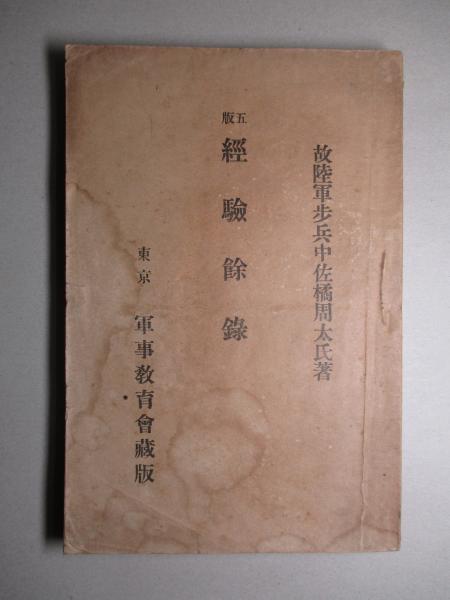 故陸軍步兵中佐橘周太氏著
五版
經驗餘錄
東京
軍事敎育會藏版